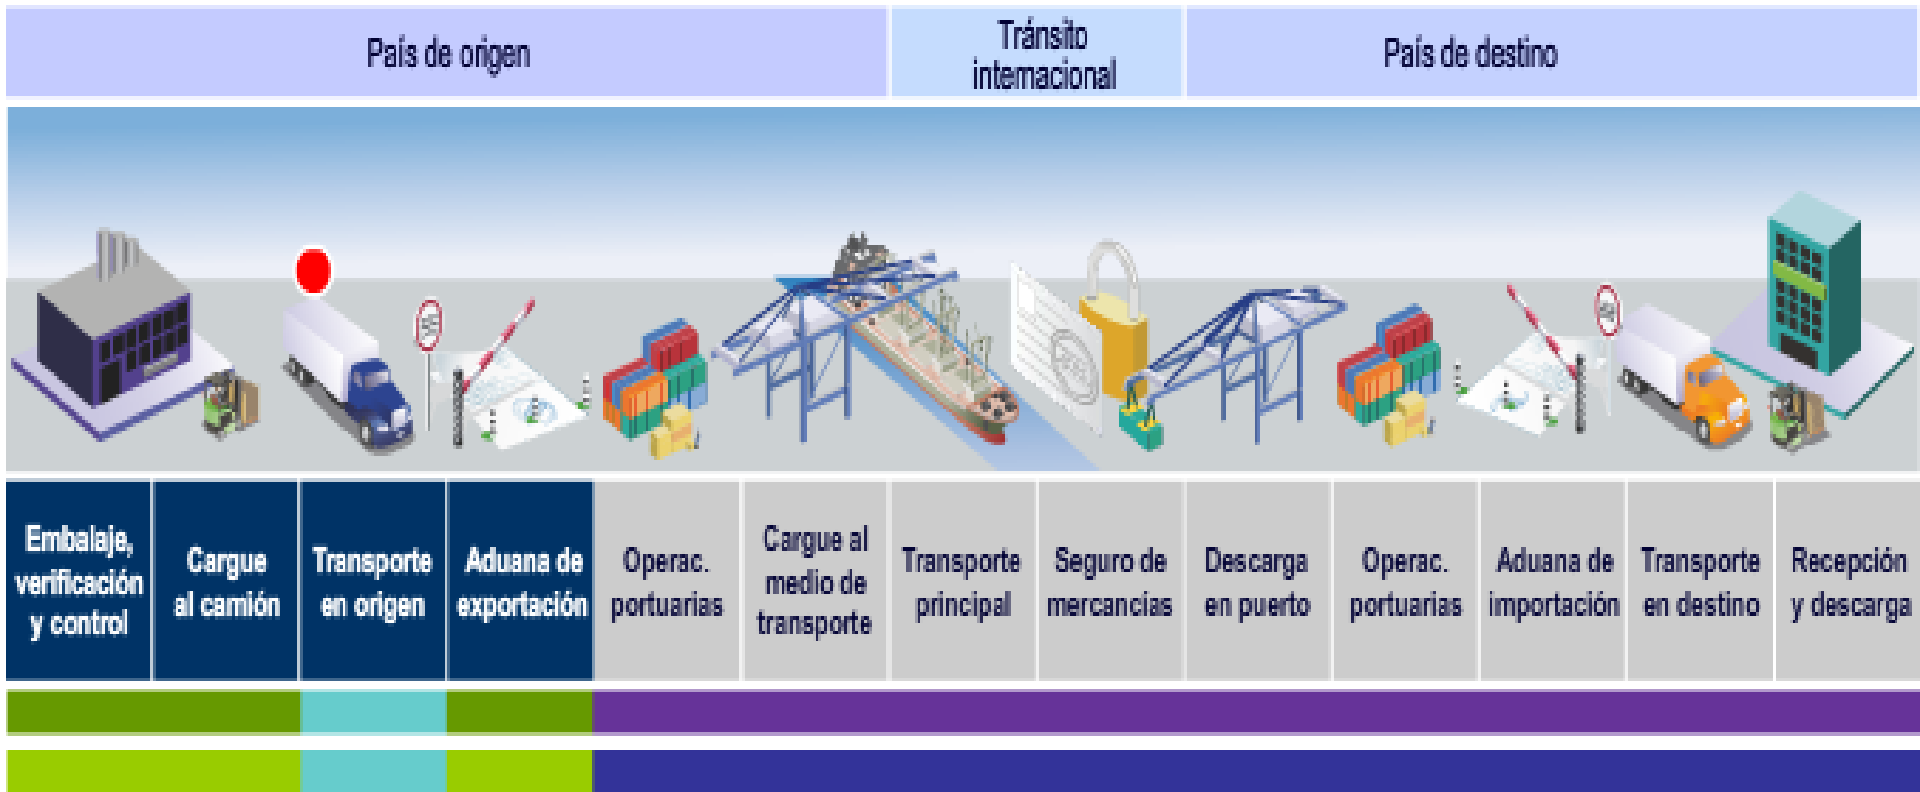 País de origen
Tránsito
internacional
País de destino
Embalaje,
verificación
y control
Cargue
al camión
Transporte
en origen
Aduana de
exportación
Operac.
portuarias
Cargue al
medio de
transporte
Transporte
principal
Seguro de
mercancías
Descarga
en puerto
Operac.
portuarias
Aduana de
importación
Transporte
en destino
Recepción
y descarga